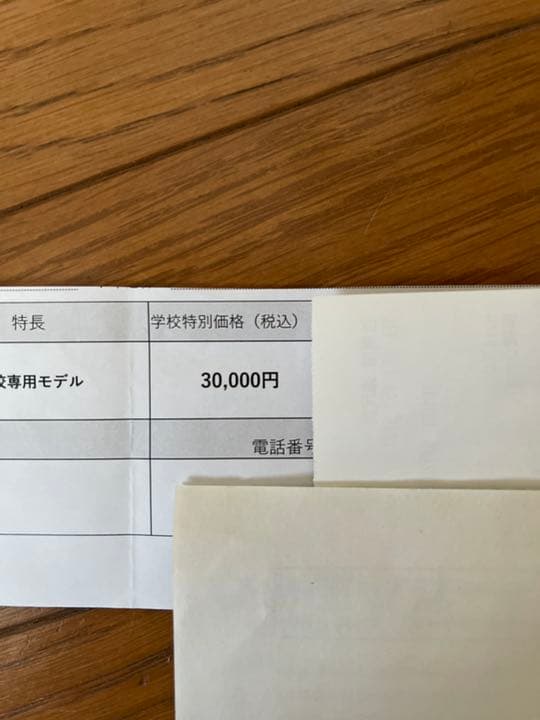 特長
学校特別価格（税込）
校専用モデル
30,000円
電話番号